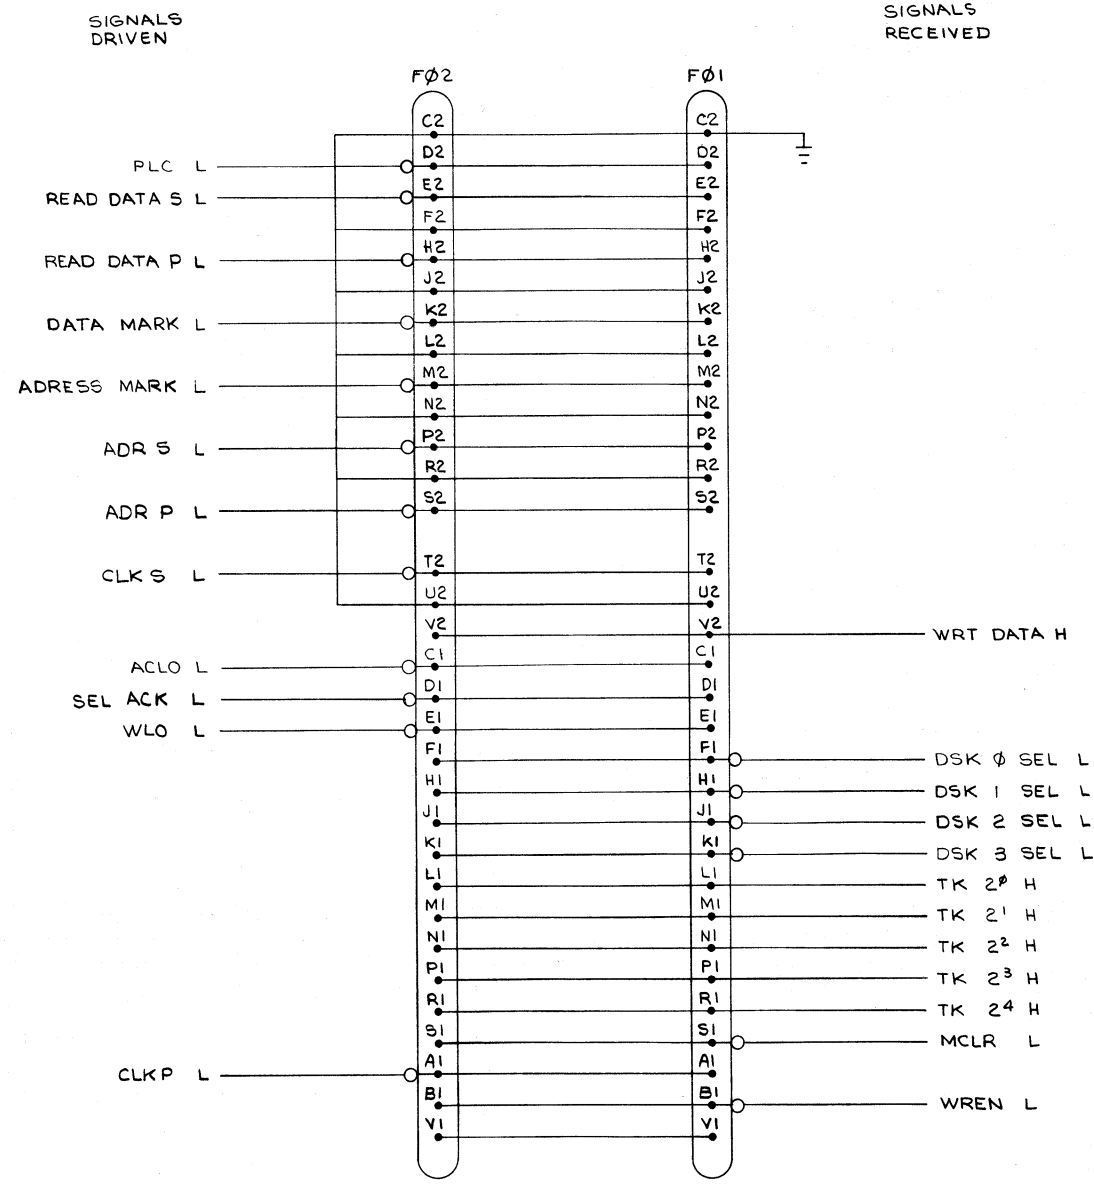 SIGNALS
DRIVEN
SIGNALS
RECEIVED
FØ2
FØ1
C2 C2
PLC L D2 D2
READ DATA S L E2 E2
F2 F2
READ DATA P L H2 H2
J2 J2
DATA MARK L K2 K2
L2 L2
ADRESS MARK L M2 M2
N2 N2
ADR S L P2 P2
R2 R2
ADR P L S2 S2
CLK S L T2 T2
U2 U2
V2 V2 WRT DATA H
ACLO L C1 C1
SEL ACK L D1 D1
WLO L E1 E1
F1 F1 DSK Ø SEL L
H1 H1 DSK 1 SEL L
J1 J1 DSK 2 SEL L
K1 K1 DSK 3 SEL L
L1 L1 TK 2^Ø H
M1 M1 TK 2¹ H
N1 N1 TK 2² H
P1 P1 TK 2³ H
R1 R1 TK 2⁴ H
S1 S1 MCLR L
CLKP L A1 A1
B1 B1 WREN L
V1 V1